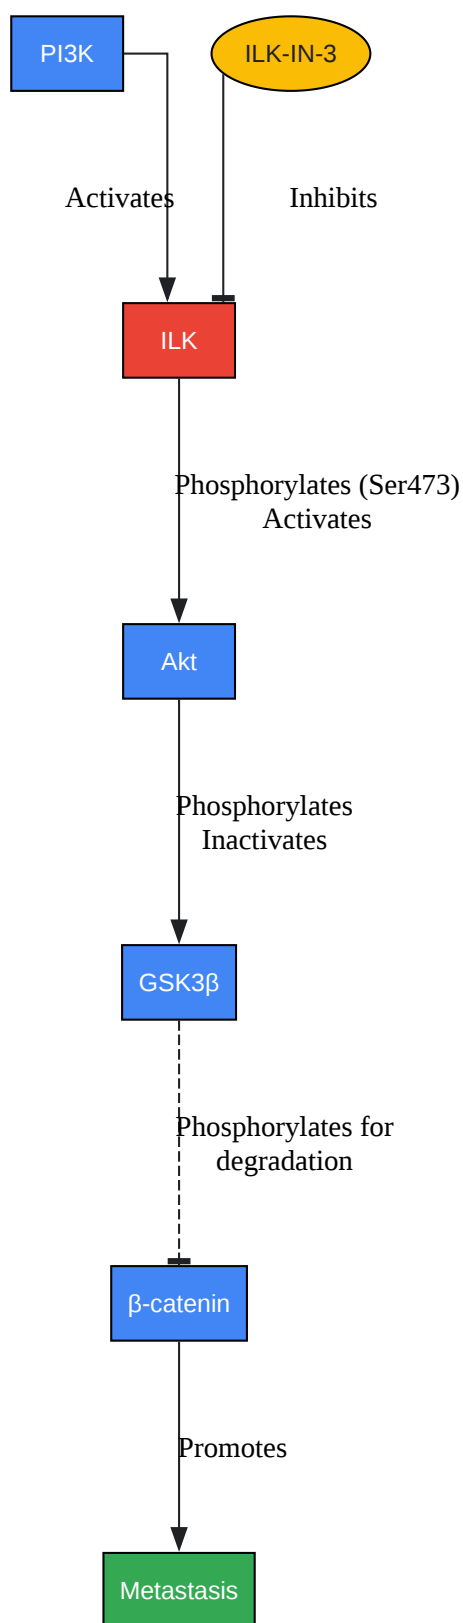 PI3K
ILK-IN-3
Activates
Inhibits
ILK
Phosphorylates (Ser473)
Activates
Akt
Phosphorylates
Inactivates
GSK3β
Phosphorylates for
degradation
β-catenin
Promotes
Metastasis